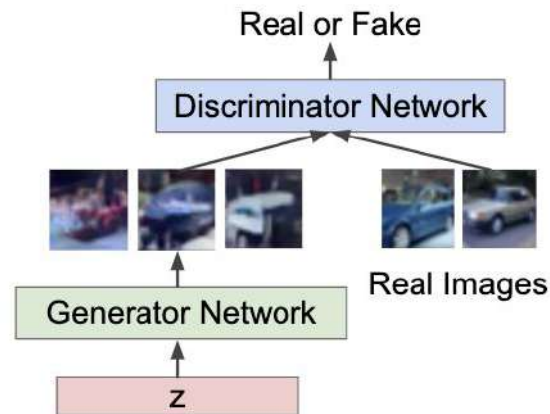 Real or Fake
Discriminator Network
Real Images
Generator Network
z